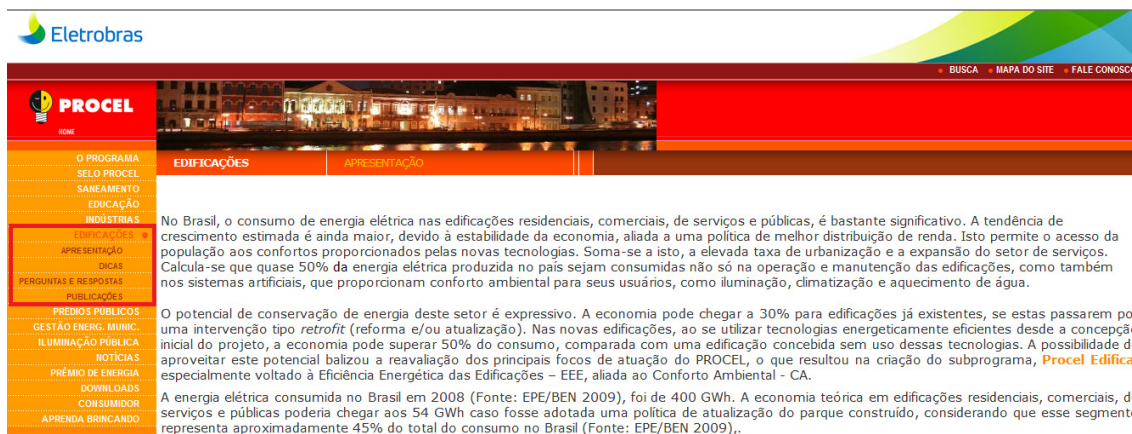 Eletrobras
BUSCA MAPA DO SITE FALE CONOSCO
PROCEL
HOME
O PROGRAMA
SELO PROCEL
SANEAMENTO
EDUCAÇÃO
INDÚSTRIAS
EDIFICAÇÕES
APRESENTAÇÃO
DICAS
PERGUNTAS E RESPOSTAS
PUBLICAÇÕES
PRÉDIOS PÚBLICOS
GESTÃO ENERG. MUNIC.
ILUMINAÇÃO PÚBLICA
NOTÍCIAS
PRÊMIO DE ENERGIA
DOWNLOADS
CONSUMIDOR
APRENDA BRINCANDO
EDIFICAÇÕES APRESENTAÇÃO
No Brasil, o consumo de energia elétrica nas edificações residenciais, comerciais, de serviços e públicas, é bastante significativo. A tendência de
crescimento estimada é ainda maior, devido à estabilidade da economia, aliada a uma política de melhor distribuição de renda. Isto permite o acesso da
população aos confortos proporcionados pelas novas tecnologias. Soma-se a isto, a elevada taxa de urbanização e a expansão do setor de serviços.
Calcula-se que quase 50% da energia elétrica produzida no país sejam consumidas não só na operação e manutenção das edificações, como também
nos sistemas artificiais, que proporcionam conforto ambiental para seus usuários, como iluminação, climatização e aquecimento de água.
O potencial de conservação de energia deste setor é expressivo. A economia pode chegar a 30% para edificações já existentes, se estas passarem po
uma intervenção tipo retrofit (reforma e/ou atualização). Nas novas edificações, ao se utilizar tecnologias energeticamente eficientes desde a concepção
inicial do projeto, a economia pode superar 50% do consumo, comparada com uma edificação concebida sem uso dessas tecnologias. A possibilidade d
aproveitar este potencial balizou a reavaliação dos principais focos de atuação do PROCEL, o que resultou na criação do subprograma, Procel Edifica
especialmente voltado à Eficiência Energética das Edificações – EEE, aliada ao Conforto Ambiental - CA.
A energia elétrica consumida no Brasil em 2008 (Fonte: EPE/BEN 2009), foi de 400 GWh. A economia teórica em edificações residenciais, comerciais, d
serviços e públicas poderia chegar aos 54 GWh caso fosse adotada uma política de atualização do parque construído, considerando que esse segment
representa aproximadamente 45% do total do consumo no Brasil (Fonte: EPE/BEN 2009),.